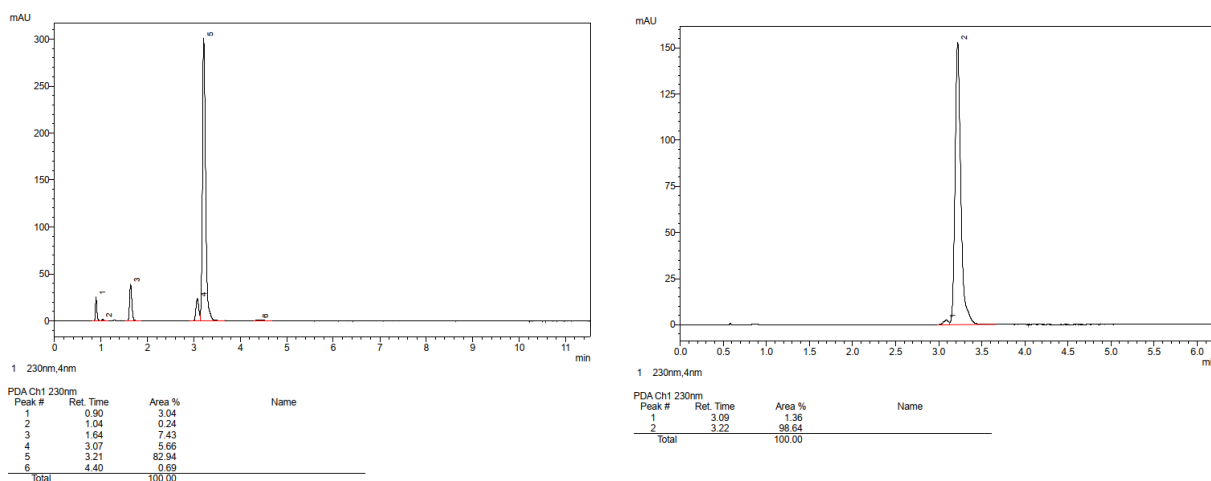 mAU
300
250
200
150
100
50
0
1
2
3
4
5
6
0 1 2 3 4 5 6 7 8 9 10 11
min
1 230nm,4nm
PDA Ch1 230nm
Peak # Ret. Time Area % Name
1 0.90 3.04
2 1.04 0.24
3 1.64 7.43
4 3.07 5.66
5 3.21 82.94
6 4.40 0.69
Total 100.00
mAU
150
125
100
75
50
25
0
1
2
0.0 0.5 1.0 1.5 2.0 2.5 3.0 3.5 4.0 4.5 5.0 5.5 6.0
mi
1 230nm,4nm
PDA Ch1 230nm
Peak # Ret. Time Area % Name
1 3.09 1.36
2 3.22 98.64
Total 100.00